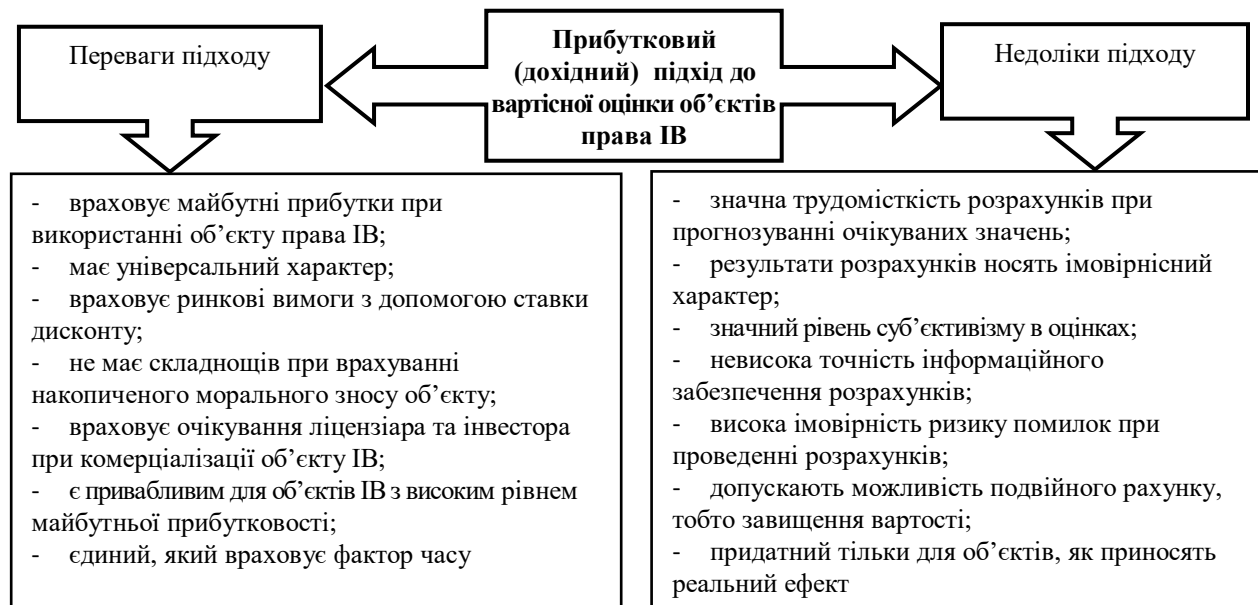 Переваги підходу
Прибутковий
(дохідний) підхід до
вартісної оцінки об’єктів
права ІВ
Недоліки підходу
- враховує майбутні прибутки при
використанні об’єкту права ІВ;
- має універсальний характер;
- враховує ринкові вимоги з допомогою ставки
дисконту;
- не має складнощів при врахуванні
накопиченого морального зносу об’єкту;
- враховує очікування ліцензіара та інвестора
при комерціалізації об’єкту ІВ;
- є привабливим для об’єктів ІВ з високим рівнем
майбутньої прибутковості;
- єдиний, який враховує фактор часу
- значна трудомісткість розрахунків при
прогнозуванні очікуваних значень;
- результати розрахунків носять імовірнісний
характер;
- значний рівень суб’єктивізму в оцінках;
- невисока точність інформаційного
забезпечення розрахунків;
- висока імовірність ризику помилок при
проведенні розрахунків;
- допускають можливість подвійного рахунку,
тобто завищення вартості;
- придатний тільки для об’єктів, як приносять
реальний ефект